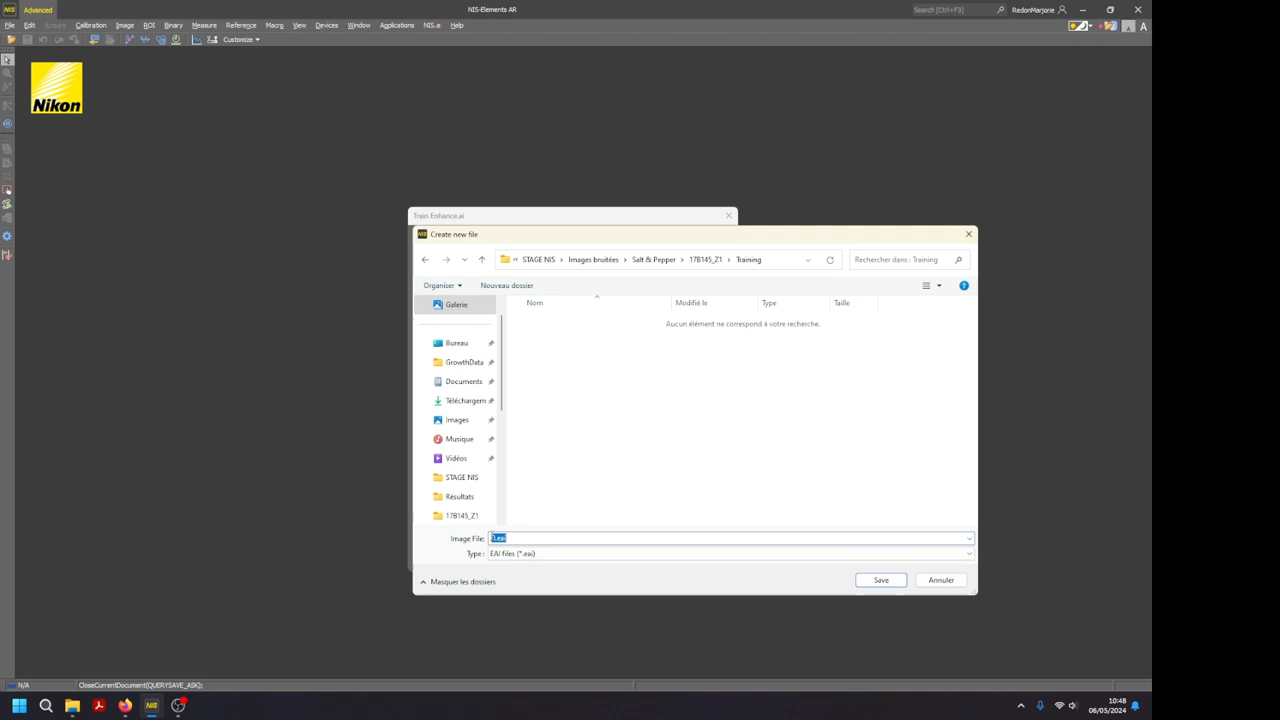 Advanced
NIS-Elements AR
Search [Ctrl+F3]
RedonMarjorie
File Edit Acquire Calibration Image ROI Binary Measure Reference Macro View Devices Window Applications NIS.ai Help
Customize
Nikon
Train Enhance.ai
Create new file
STAGE NIS > Images bruitées > Salt & Pepper > 17B145_Z1 > Training
Rechercher dans : Training
Organiser Nouveau dossier
Nom Modifié le Type Taille
Aucun élément ne correspond à votre recherche.
Galerie
Bureau
GrowthData
Documents
Téléchargem
Images
Musique
Vidéos
STAGE NIS
Résultats
17B145_Z1
Image File: *.eai
Type : EAI files (*.eai)
Masquer les dossiers
Save Annuler
N/A CloseCurrentDocument(QUERYSAVE_ASK);
NIS
10:48
06/05/2024